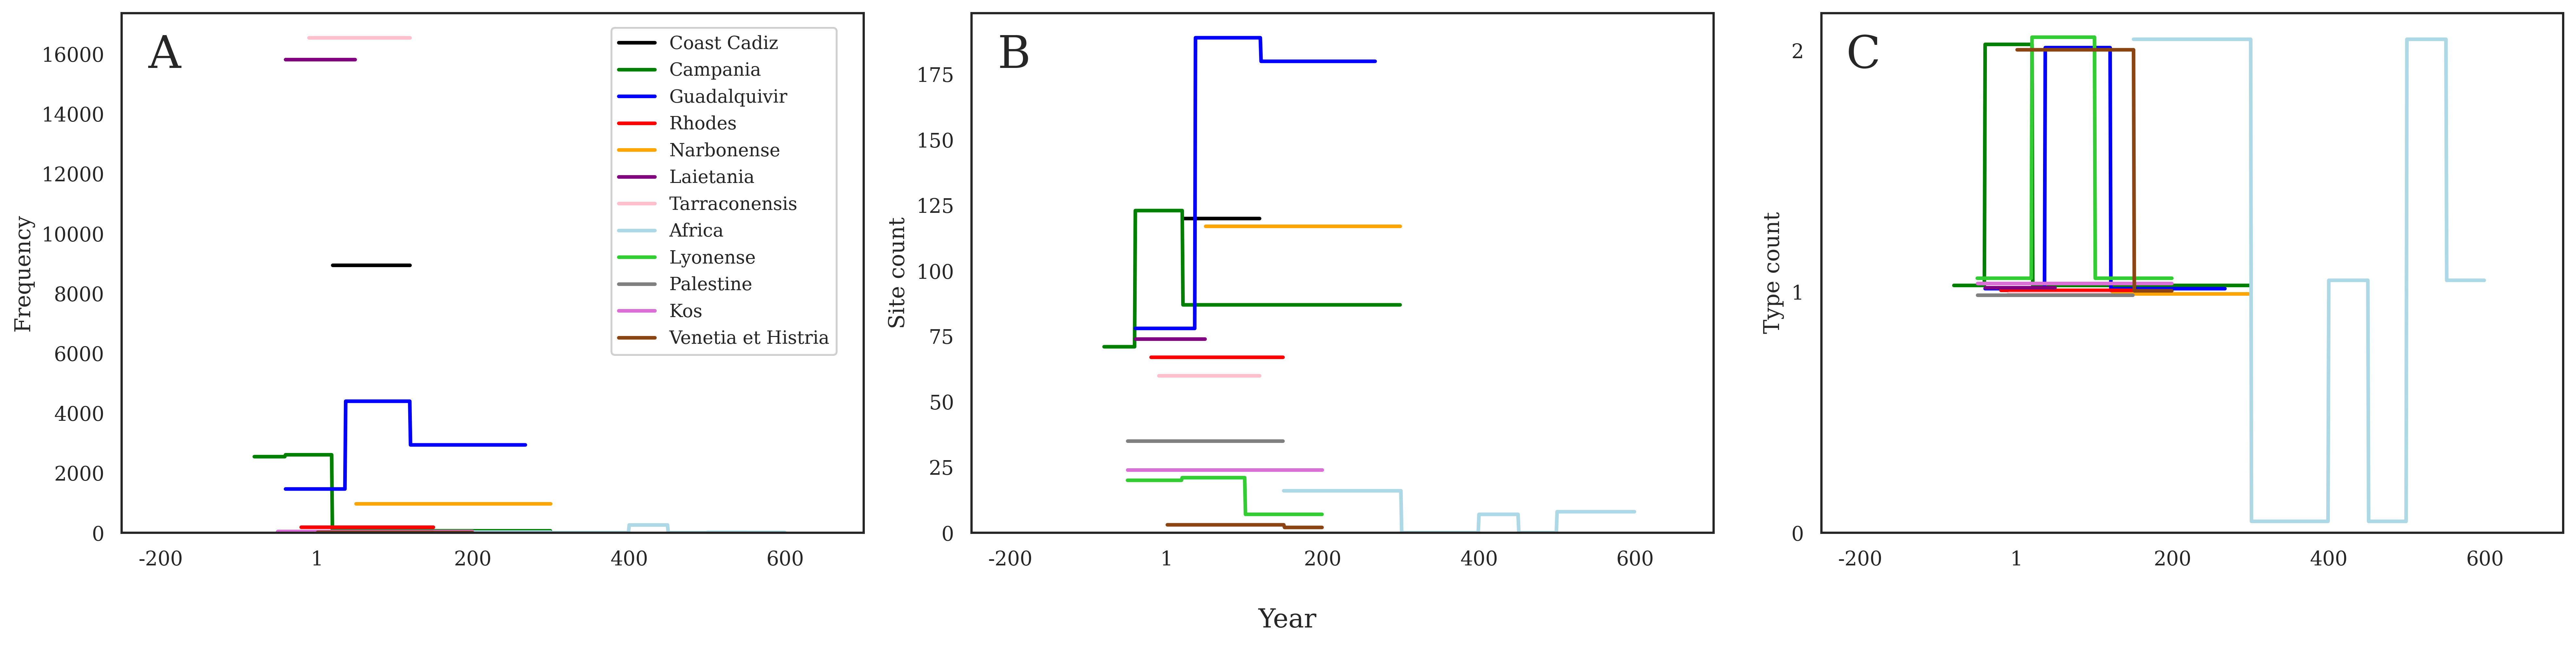 A
Frequency
16000
14000
12000
10000
8000
6000
4000
2000
0
-200
1
200
400
600
Coast Cadiz
Campania
Guadalquivir
Rhodes
Narbonense
Laietania
Tarraconensis
Africa
Lyonense
Palestine
Kos
Venetia et Histria
B
Site count
175
150
125
100
75
50
25
0
-200
1
200
400
600
C
Type count
2
1
0
-200
1
200
400
600
Year